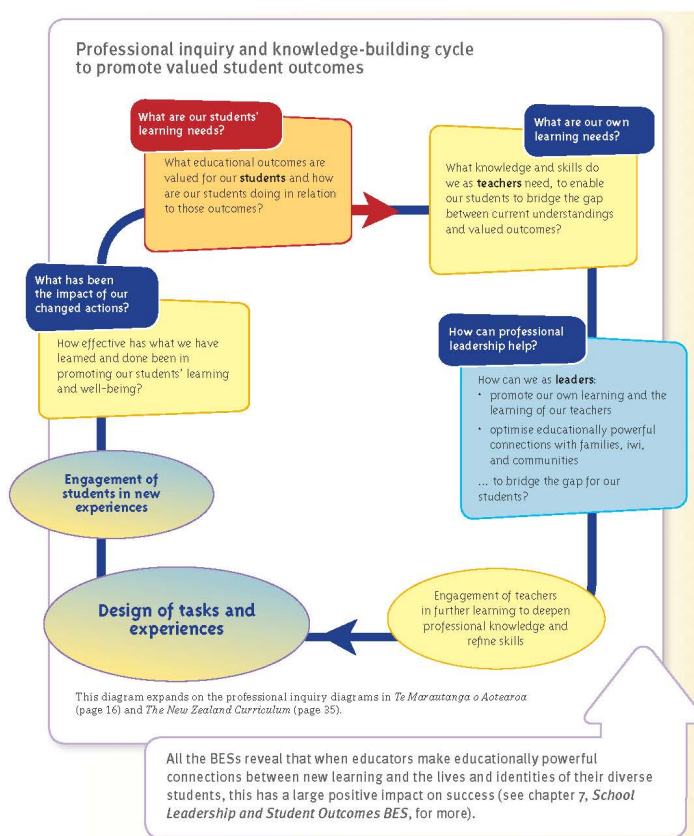 Professional inquiry and knowledge-building cycle
to promote valued student outcomes
What are our students'
learning needs?
What educational outcomes are
valued for our students and how
are our students doing in relation
to those outcomes?
What are our own
learning needs?
What knowledge and skills do
we as teachers need, to enable
our students to bridge the gap
between current understandings
and valued outcomes?
How can professional
leadership help?
How can we as leaders:
• promote our own learning and the
learning of our teachers
• optimise educationally powerful
connections with families, iwi,
and communities
... to bridge the gap for our
students?
Engagement of teachers
in further learning to deepen
professional knowledge and
refine skills
Design of tasks and
experiences
Engagement of
students in new
experiences
What has been
the impact of our
changed actions?
How effective has what we have
learned and done been in
promoting our students' learning
and well-being?
This diagram expands on the professional inquiry diagrams in Te Marautanga o Aotearoa
(page 16) and The New Zealand Curriculum (page 35).
All the BESs reveal that when educators make educationally powerful
connections between new learning and the lives and identities of their diverse
students, this has a large positive impact on success (see chapter 7, School
Leadership and Student Outcomes BES, for more).